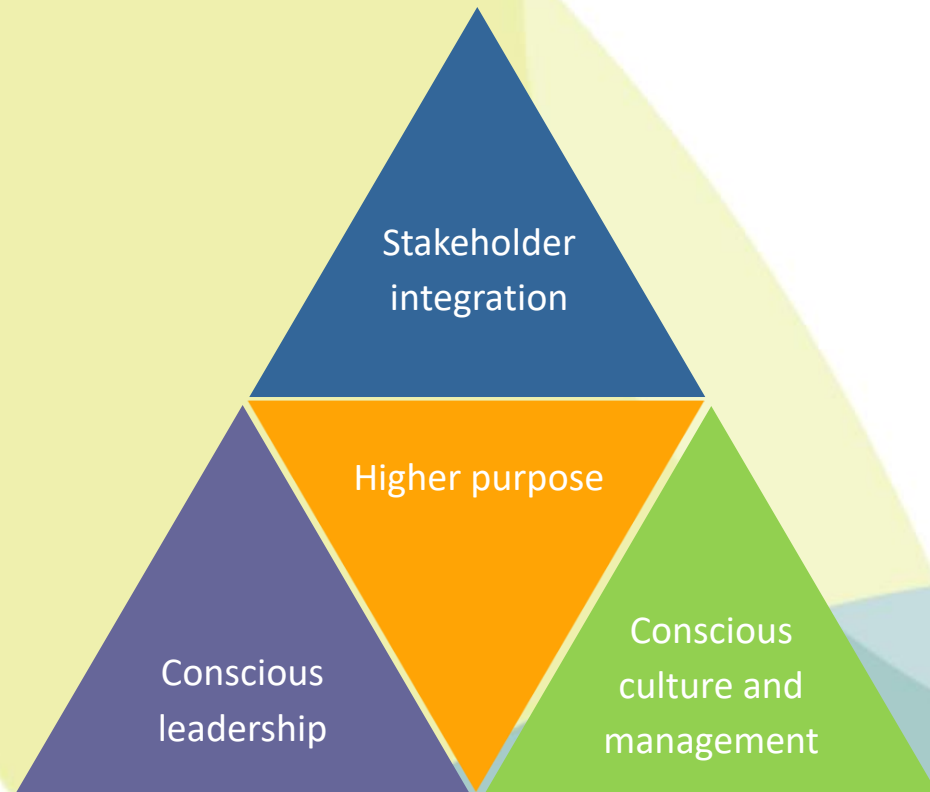 Stakeholder
integration
Higher purpose
Conscious
leadership
Conscious
culture and
management